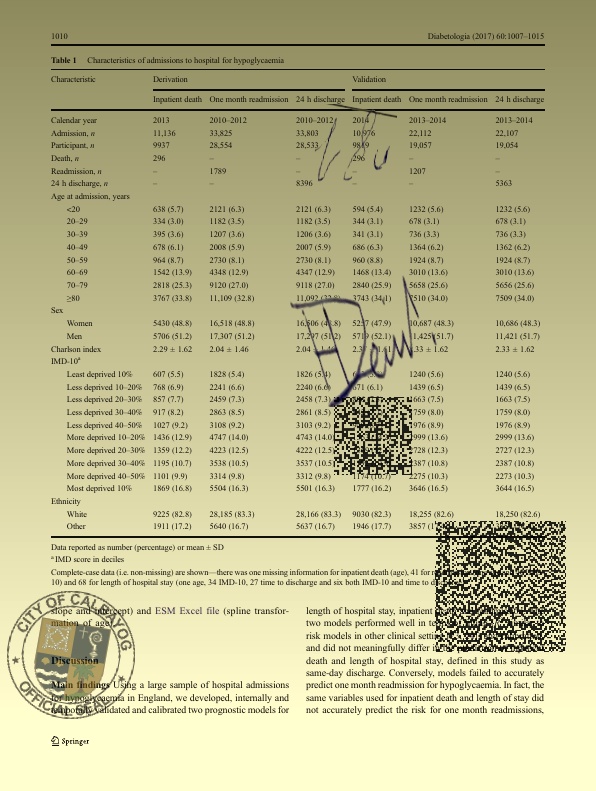 1010
Diabetologia (2017) 60:1007–1015
Table 1 Characteristics of admissions to hospital for hypoglycaemia
Characteristic Derivation Validation
Inpatient death One month readmission 24 h discharge Inpatient death One month readmission 24 h discharge
Calendar year 2013 2010–2012 2010–2012 2014 2013–2014 2013–2014
Admission, n 11,136 33,825 33,803 10,976 22,112 22,107
Participant, n 9937 28,554 28,533 19,057 19,054
Death, n 296 – – 296 – –
Readmission, n – 1789 – – 1207 –
24 h discharge, n – – 8396 – – 5363
Age at admission, years
<20 638 (5.7) 2121 (6.3) 2121 (6.3) 594 (5.4) 1232 (5.6) 1232 (5.6)
20–29 334 (3.0) 1182 (3.5) 1182 (3.5) 344 (3.1) 678 (3.1) 678 (3.1)
30–39 395 (3.6) 1207 (3.6) 1206 (3.6) 341 (3.1) 736 (3.3) 736 (3.3)
40–49 678 (6.1) 2008 (5.9) 2007 (5.9) 686 (6.3) 1364 (6.2) 1362 (6.2)
50–59 964 (8.7) 2730 (8.1) 2730 (8.1) 960 (8.8) 1924 (8.7) 1924 (8.7)
60–69 1542 (13.9) 4348 (12.9) 4347 (12.9) 1468 (13.4) 3010 (13.6) 3010 (13.6)
70–79 2818 (25.3) 9120 (27.0) 9118 (27.0) 2840 (25.9) 5658 (25.6) 5656 (25.6)
≥80 3767 (33.8) 11,109 (32.8) 11,092 3743 (34.1) 7510 (34.0) 7509 (34.0)
Sex
Women 5430 (48.8) 16,518 (48.8) 16,506 (48.8) 5257 (47.9) 10,687 (48.3) 10,686 (48.3)
Men 5706 (51.2) 17,307 (51.2) 17,297 (51.2) 5719 (52.1) 11,425 (51.7) 11,421 (51.7)
Charlson index 2.29 ± 1.62 2.04 ± 1.46 2.04 2.33 ± 1.62 2.33 ± 1.62
IMD-10a
Least deprived 10% 607 (5.5) 1828 (5.4) 1826 (5.4) 1240 (5.6) 1240 (5.6)
Less deprived 10–20% 768 (6.9) 2241 (6.6) 2240 (6.6) 671 (6.1) 1439 (6.5) 1439 (6.5)
Less deprived 20–30% 857 (7.7) 2459 (7.3) 2458 (7.3) 1663 (7.5) 1663 (7.5)
Less deprived 30–40% 917 (8.2) 2863 (8.5) 2861 (8.5) 1759 (8.0) 1759 (8.0)
Less deprived 40–50% 1027 (9.2) 3108 (9.2) 3103 (9.2) 1976 (8.9) 1976 (8.9)
More deprived 10–20% 1436 (12.9) 4747 (14.0) 4743 (14.0) 2999 (13.6) 2999 (13.6)
More deprived 20–30% 1359 (12.2) 4223 (12.5) 4222 (12.5) 2728 (12.3) 2727 (12.3)
More deprived 30–40% 1195 (10.7) 3538 (10.5) 3537 (10.5) 2387 (10.8) 2387 (10.8)
More deprived 40–50% 1101 (9.9) 3314 (9.8) 3312 (9.8) 1174 (10.7) 2275 (10.3) 2273 (10.3)
Most deprived 10% 1869 (16.8) 5504 (16.3) 5501 (16.3) 1777 (16.2) 3646 (16.5) 3644 (16.5)
Ethnicity
White 9225 (82.8) 28,185 (83.3) 28,166 (83.3) 9030 (82.3) 18,255 (82.6) 18,250 (82.6)
Other 1911 (17.2) 5640 (16.7) 5637 (16.7) 1946 (17.7) 3857
Data reported as number (percentage) or mean ± SD
a IMD score in deciles
Complete-case data (i.e. non-missing) are shown—there was one missing information for inpatient death (age), 41 for
10) and 68 for length of hospital stay (one age, 34 IMD-10, 27 time to discharge and six both IMD-10 and time to
slope and intercept) and ESM Excel file (spline transfor-
mation of age).
Discussion
Main findings Using a large sample of hospital admissions
for hypoglycaemia in England, we developed, internally and
temporally validated and calibrated two prognostic models for
length of hospital stay, inpatient
two models performed well in
risk models in other clinical
and did not meaningfully differ in
death and length of hospital stay, defined in this study as
same-day discharge. Conversely, models failed to accurately
predict one month readmission for hypoglycaemia. In fact, the
same variables used for inpatient death and length of stay did
not accurately predict the risk for one month readmissions,
Springer